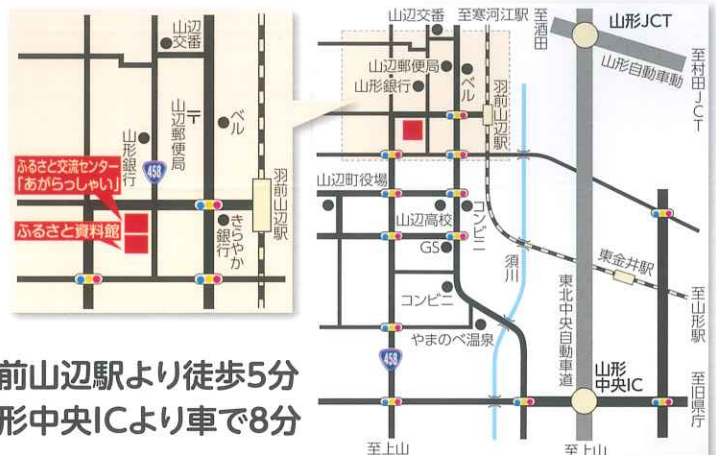 山辺交番
山形銀行
〒
山辺郵便局
ベル
458
羽前山辺駅
ふるさと交流センター
「あがらっしゃい」
ふるさと資料館
きらやか銀行
前山辺駅より徒歩5分
形中央ICより車で8分
山辺交番
至寒河江駅
至酒田
山形JCT
山形自動車動
至村田JCT
山辺郵便局
山形銀行
ベル
羽前山辺駅
山辺町役場
山辺高校
コンビニ
GS
須川
東金井駅
コンビニ
東北中央自動車道
至山形駅
やまのべ温泉
458
山形
中央IC
至旧県庁
至上山
至上山